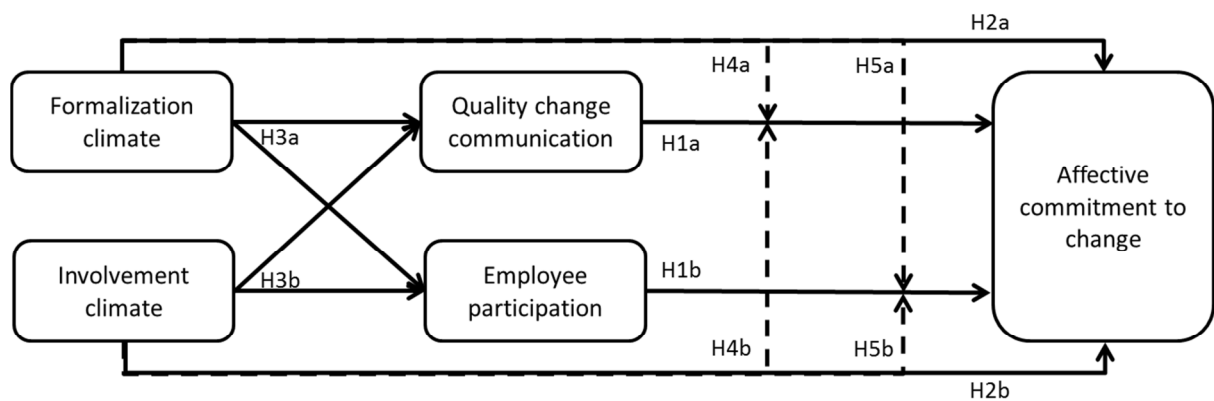 H2a
H4a
H5a
Formalization
climate
Quality change
communication
H3a
H1a
Affective
commitment to
change
Involvement
climate
H3b
Employee
participation
H1b
H4b
H5b
H2b